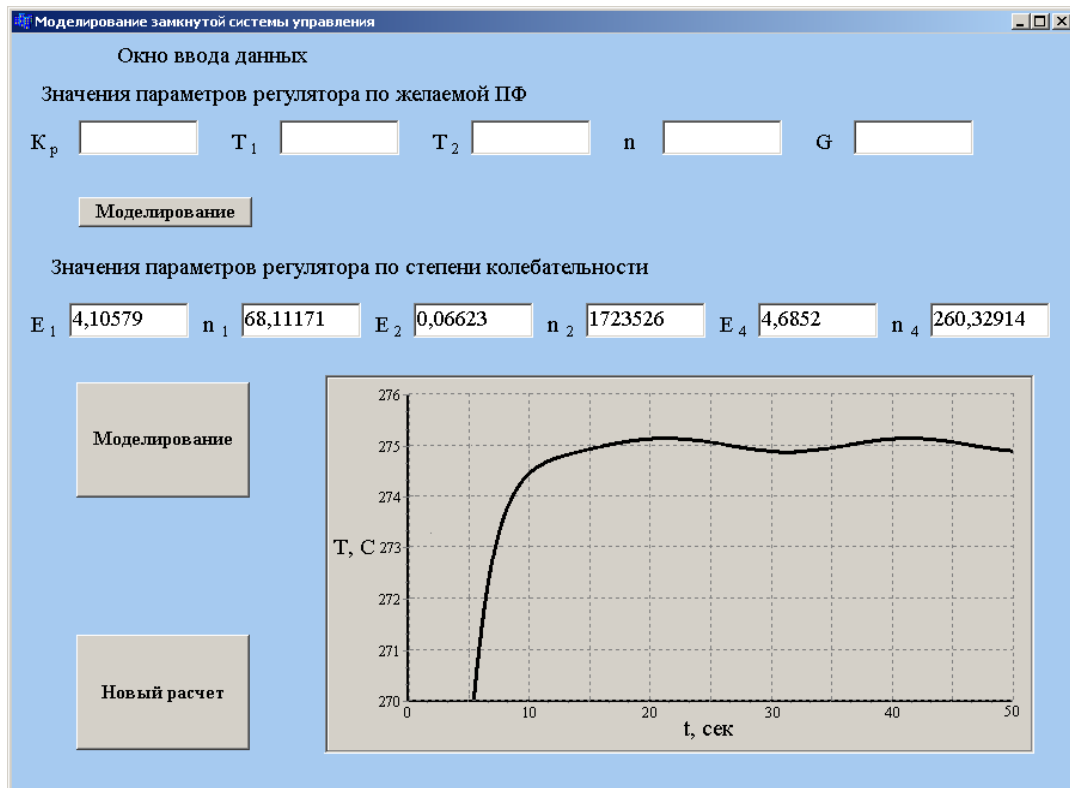 Моделирование замкнутой системы управления
Окно ввода данных
Значения параметров регулятора по желаемой ПФ
К р Т 1 Т 2 n G
Моделирование
Значения параметров регулятора по степени колебательности
Е 1 4,10579 n 1 68,11171 Е 2 0,06623 n 2 1723526 Е 4 4,6852 n 4 260,32914
Моделирование
Новый расчет
276
275
274
Т, С 273
272
271
270
0 10 20 30 40 50
t, сек